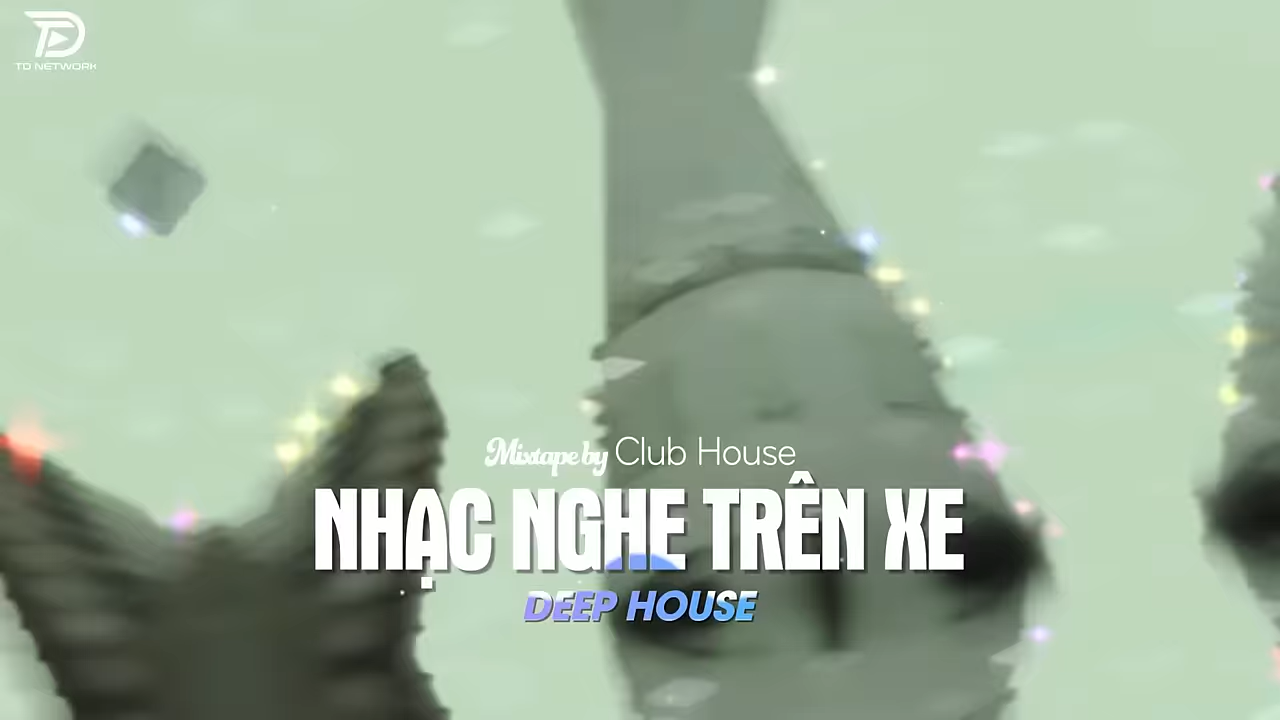 TD NETWORK
Mixtape by Club House
NHẠC NGHE TRÊN XE
DEEP HOUSE